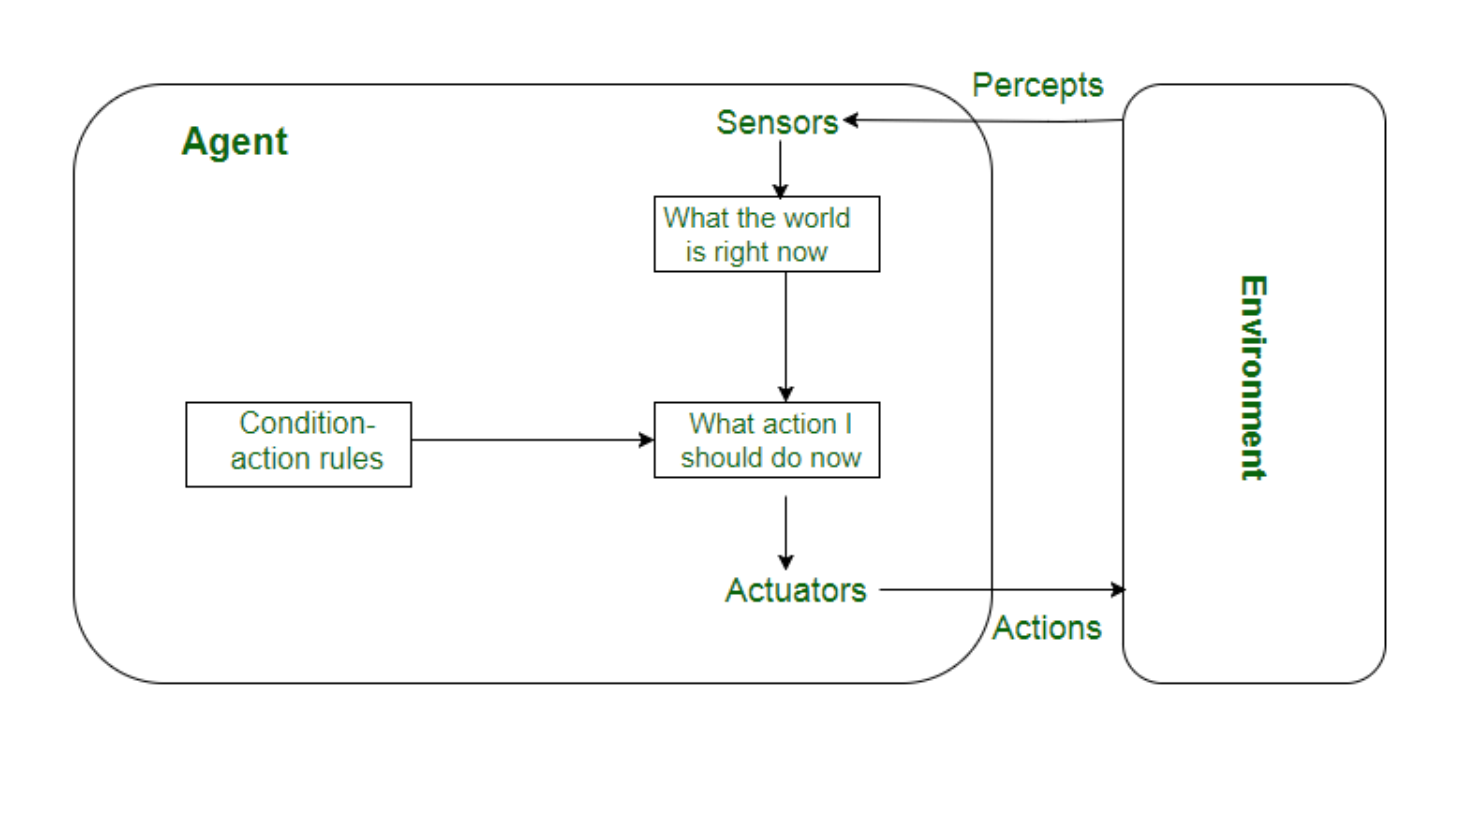 Percepts
Sensors
Agent
What the world
is right now
Environment
Condition-
action rules
What action I
should do now
Actuators
Actions